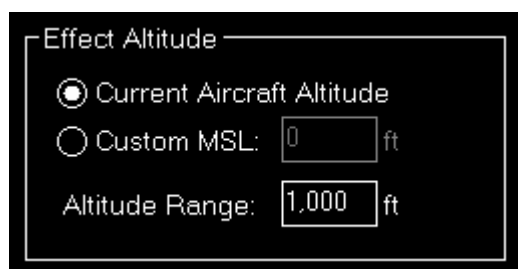 Effect Altitude
Current Aircraft Altitude
Custom MSL: 0 ft
Altitude Range: 1,000 ft